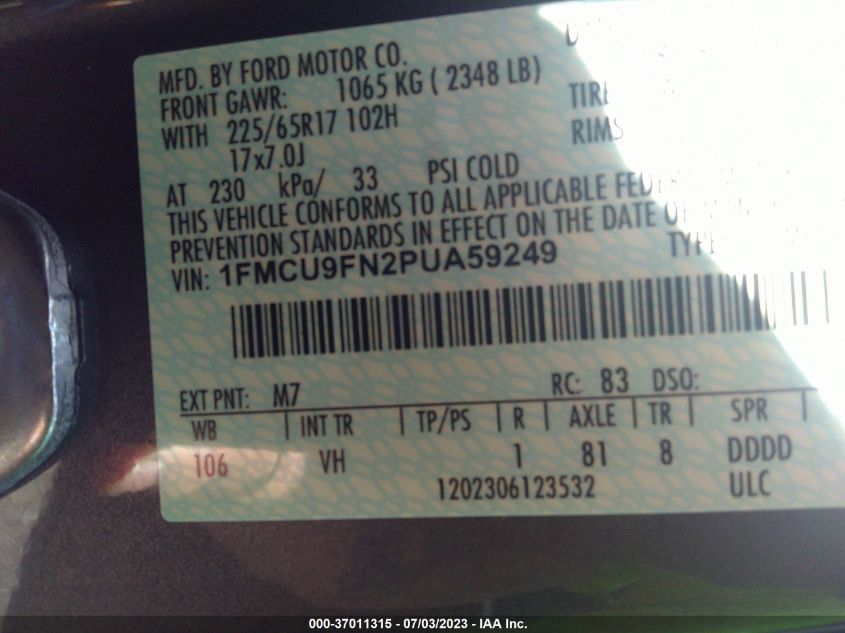 MFD. BY FORD MOTOR CO.
FRONT GAWR: 1065 KG ( 2348 LB)
WITH 225/65R17 102H TIRE
17x7.0J RIMS
AT 230 kPa/ 33 PSI COLD
THIS VEHICLE CONFORMS TO ALL APPLICABLE
PREVENTION STANDARDS IN EFFECT ON THE DATE
VIN: 1FMCU9FN2PUA59249 TYPE
EXT PNT: M7 RC: 83 DSO:
WB INT TR TP/PS R AXLE TR SPR
106 VH 1 81 8 DDDD
1202306123532 ULC
000-37011315 - 07/03/2023 - IAA Inc.